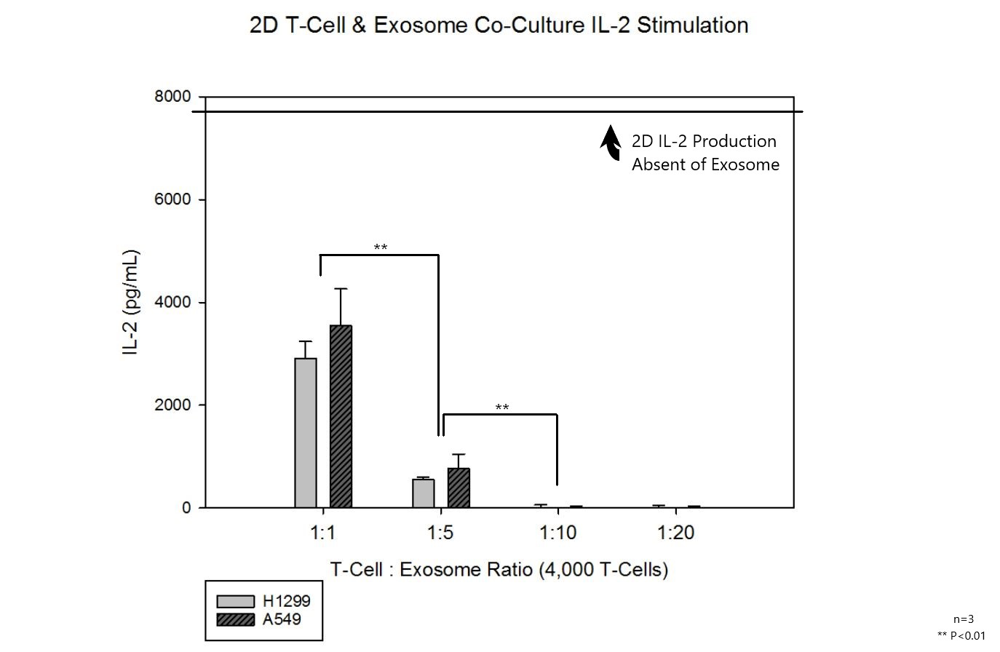 2D T-Cell & Exosome Co-Culture IL-2 Stimulation
8000
2D IL-2 Production
Absent of Exosome
6000
**
IL-2 (pg/mL)
4000
2000
**
0
1:1 1:5 1:10 1:20
T-Cell : Exosome Ratio (4,000 T-Cells)
H1299
A549
n=3
** P<0.01